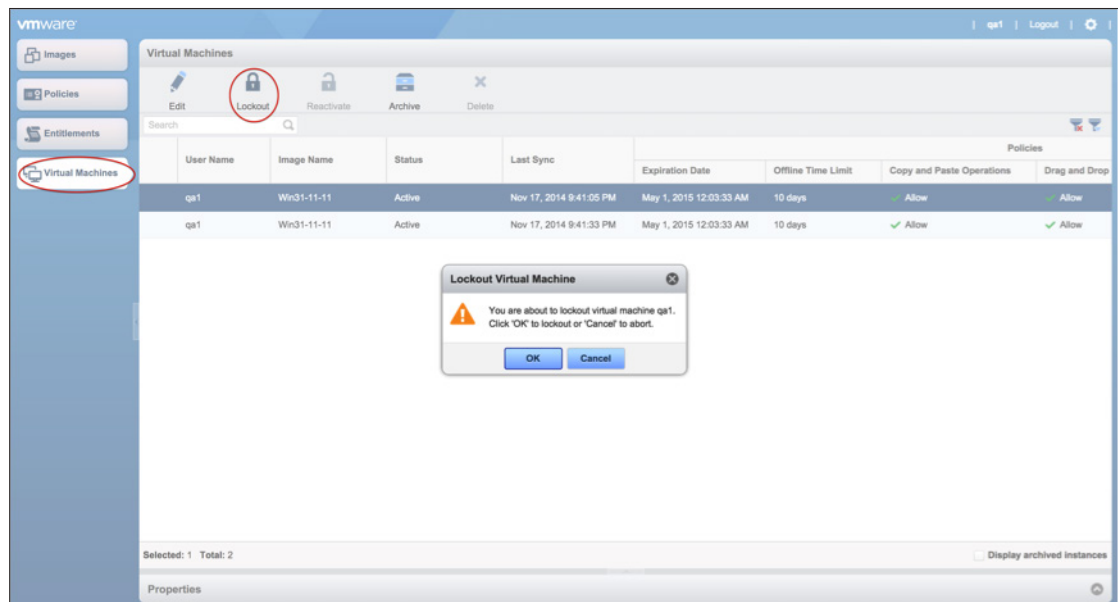 vmware
| qa1 | Logout | |
Images
Policies
Entitlements
Virtual Machines
Virtual Machines
Edit
Lockout
Reactivate
Archive
Delete
Search
User Name
Image Name
Status
Last Sync
Policies
Expiration Date
Offline Time Limit
Copy and Paste Operations
Drag and Drop
qa1 Win31-11-11 Active Nov 17, 2014 9:41:05 PM May 1, 2015 12:03:33 AM 10 days Allow Allow
qa1 Win31-11-11 Active Nov 17, 2014 9:41:33 PM May 1, 2015 12:03:33 AM 10 days Allow Allow
Lockout Virtual Machine
You are about to lockout virtual machine qa1.
Click 'OK' to lockout or 'Cancel' to abort.
OK
Cancel
Selected: 1 Total: 2
Display archived instances
Properties